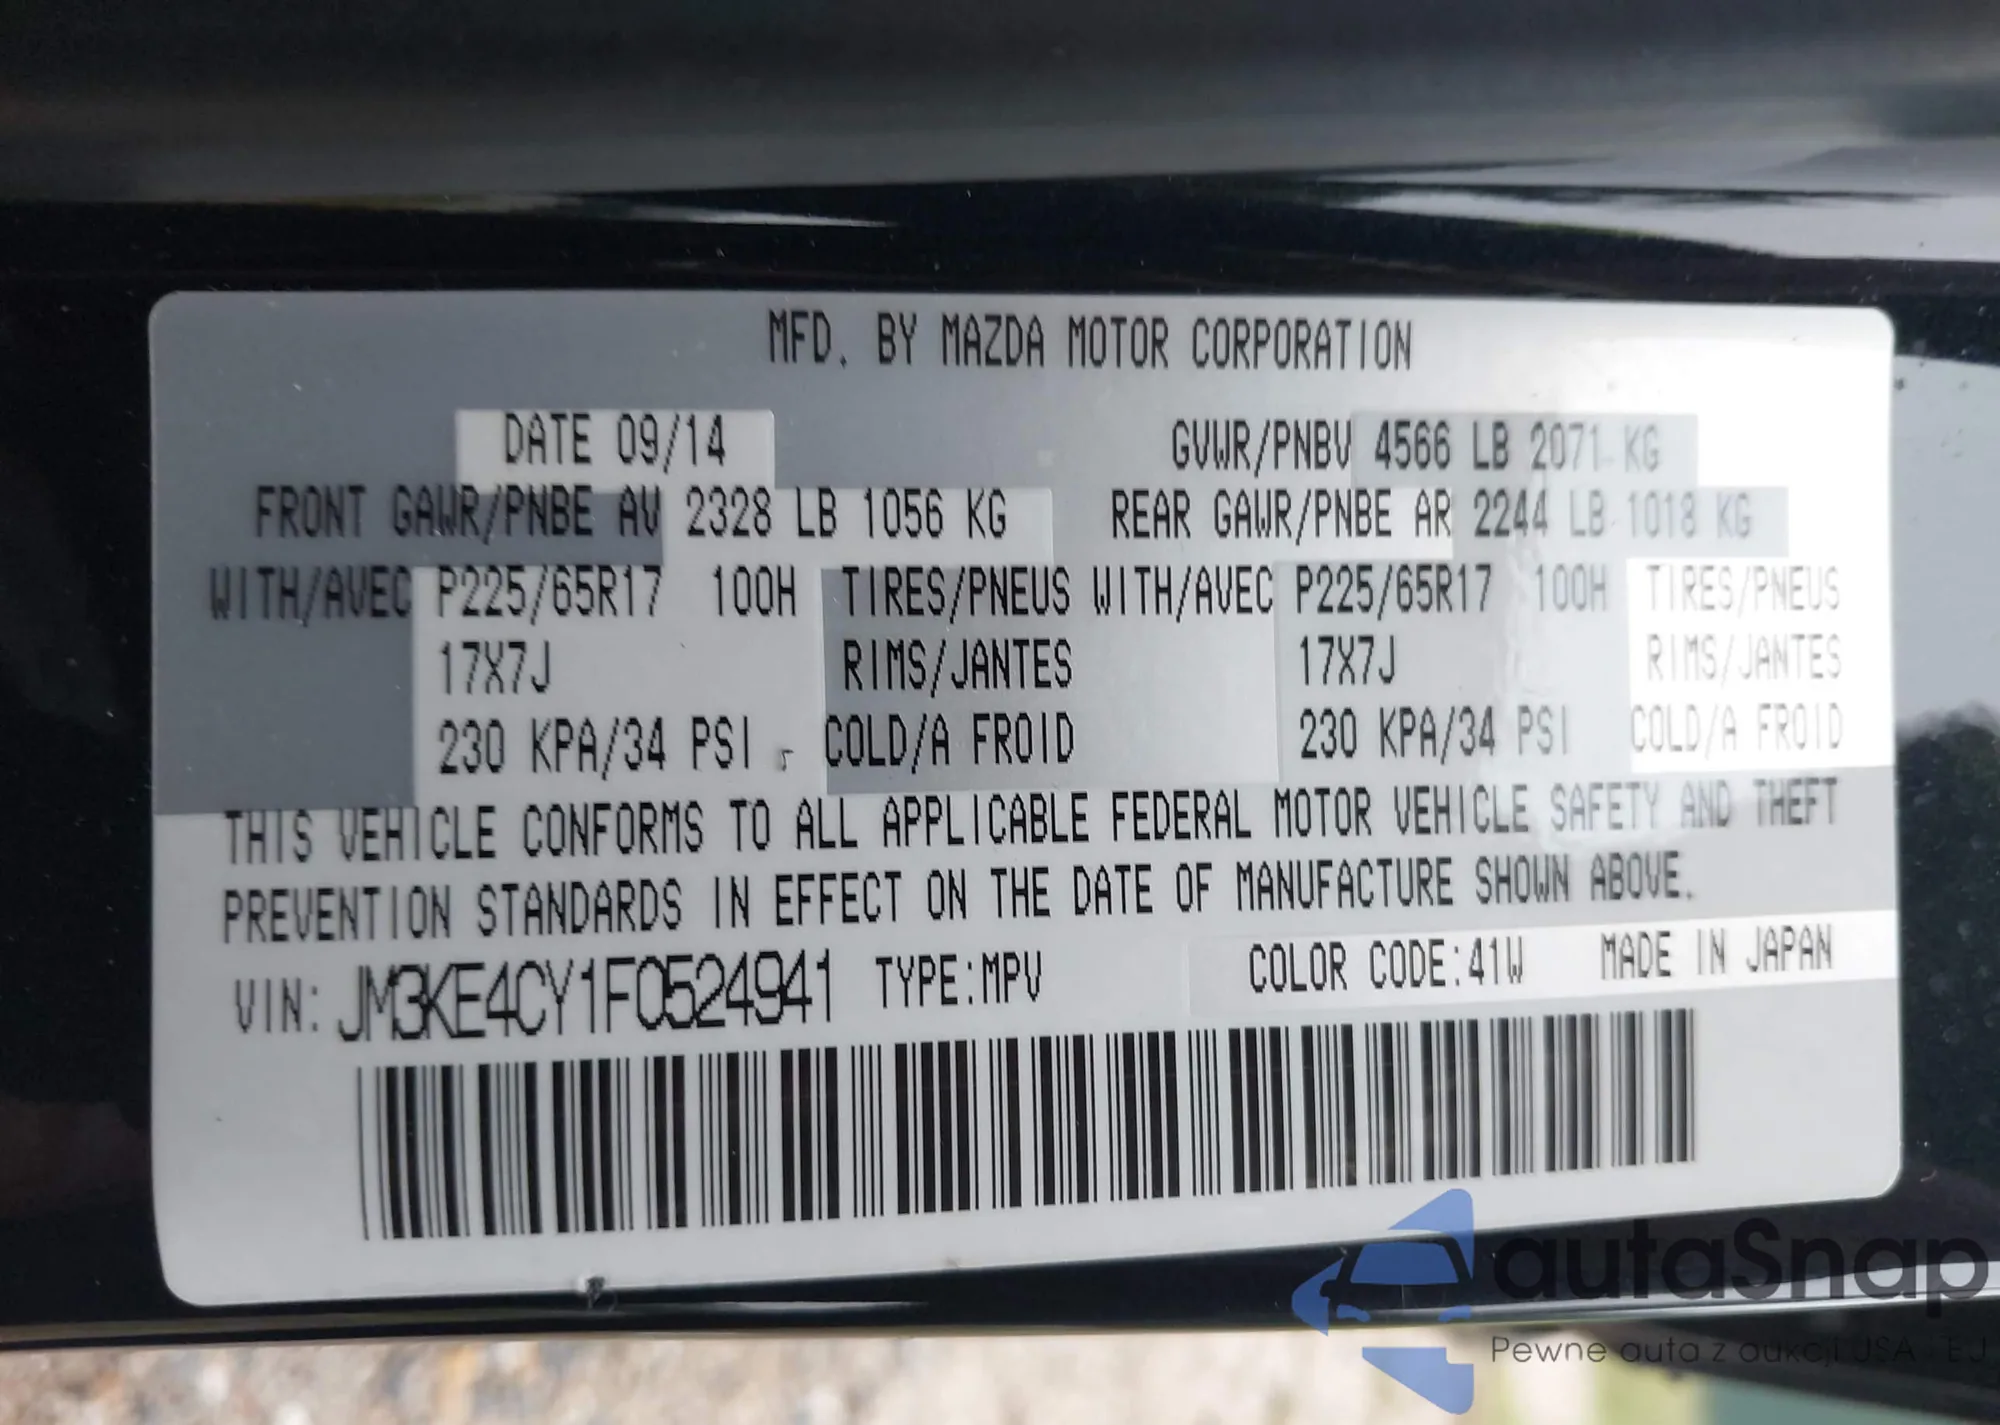 MFD. BY MAZDA MOTOR CORPORATION
DATE 09/14 GVWR/PNBV 4566 LB 2071 KG
FRONT GAWR/PNBE AV 2328 LB 1056 KG REAR GAWR/PNBE AR 2244 LB 1018 KG
WITH/AVEC P225/65R17 100H TIRES/PNEUS WITH/AVEC P225/65R17 100H TIRES/PNEUS
17X7J RIMS/JANTES 17X7J RIMS/JANTES
230 KPA/34 PSI COLD/A FROID 230 KPA/34 PSI COLD/A FROID
THIS VEHICLE CONFORMS TO ALL APPLICABLE FEDERAL MOTOR VEHICLE SAFETY AND THEFT
PREVENTION STANDARDS IN EFFECT ON THE DATE OF MANUFACTURE SHOWN ABOVE.
VIN: JM3KE4CY1F0524941 TYPE:MPV COLOR CODE:41W MADE IN JAPAN
autaSnap
Pewne auta z aukcji USA - EJ